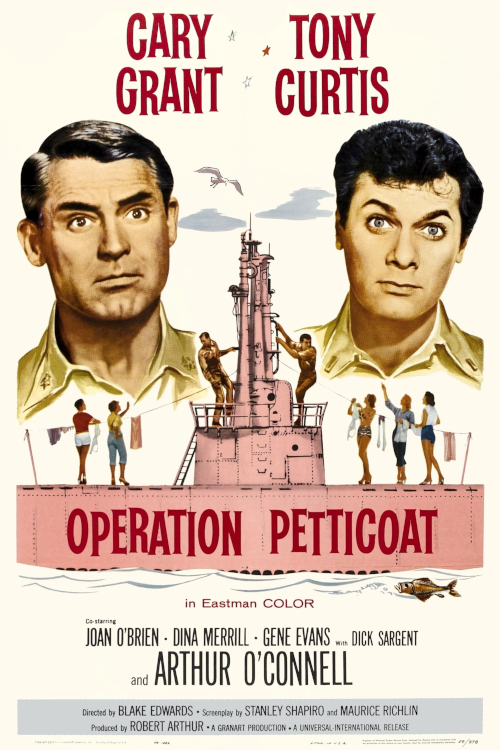 CARY TONY
GRANT CURTIS
OPERATION PETTICOAT
in Eastman COLOR
Co-starring
JOAN O'BRIEN · DINA MERRILL · GENE EVANS with DICK SARGENT
and ARTHUR O'CONNELL
Directed by BLAKE EDWARDS · Screenplay by STANLEY SHAPIRO and MAURICE RICHLIN
Produced by ROBERT ARTHUR · A GRANART PRODUCTION · A UNIVERSAL-INTERNATIONAL RELEASE